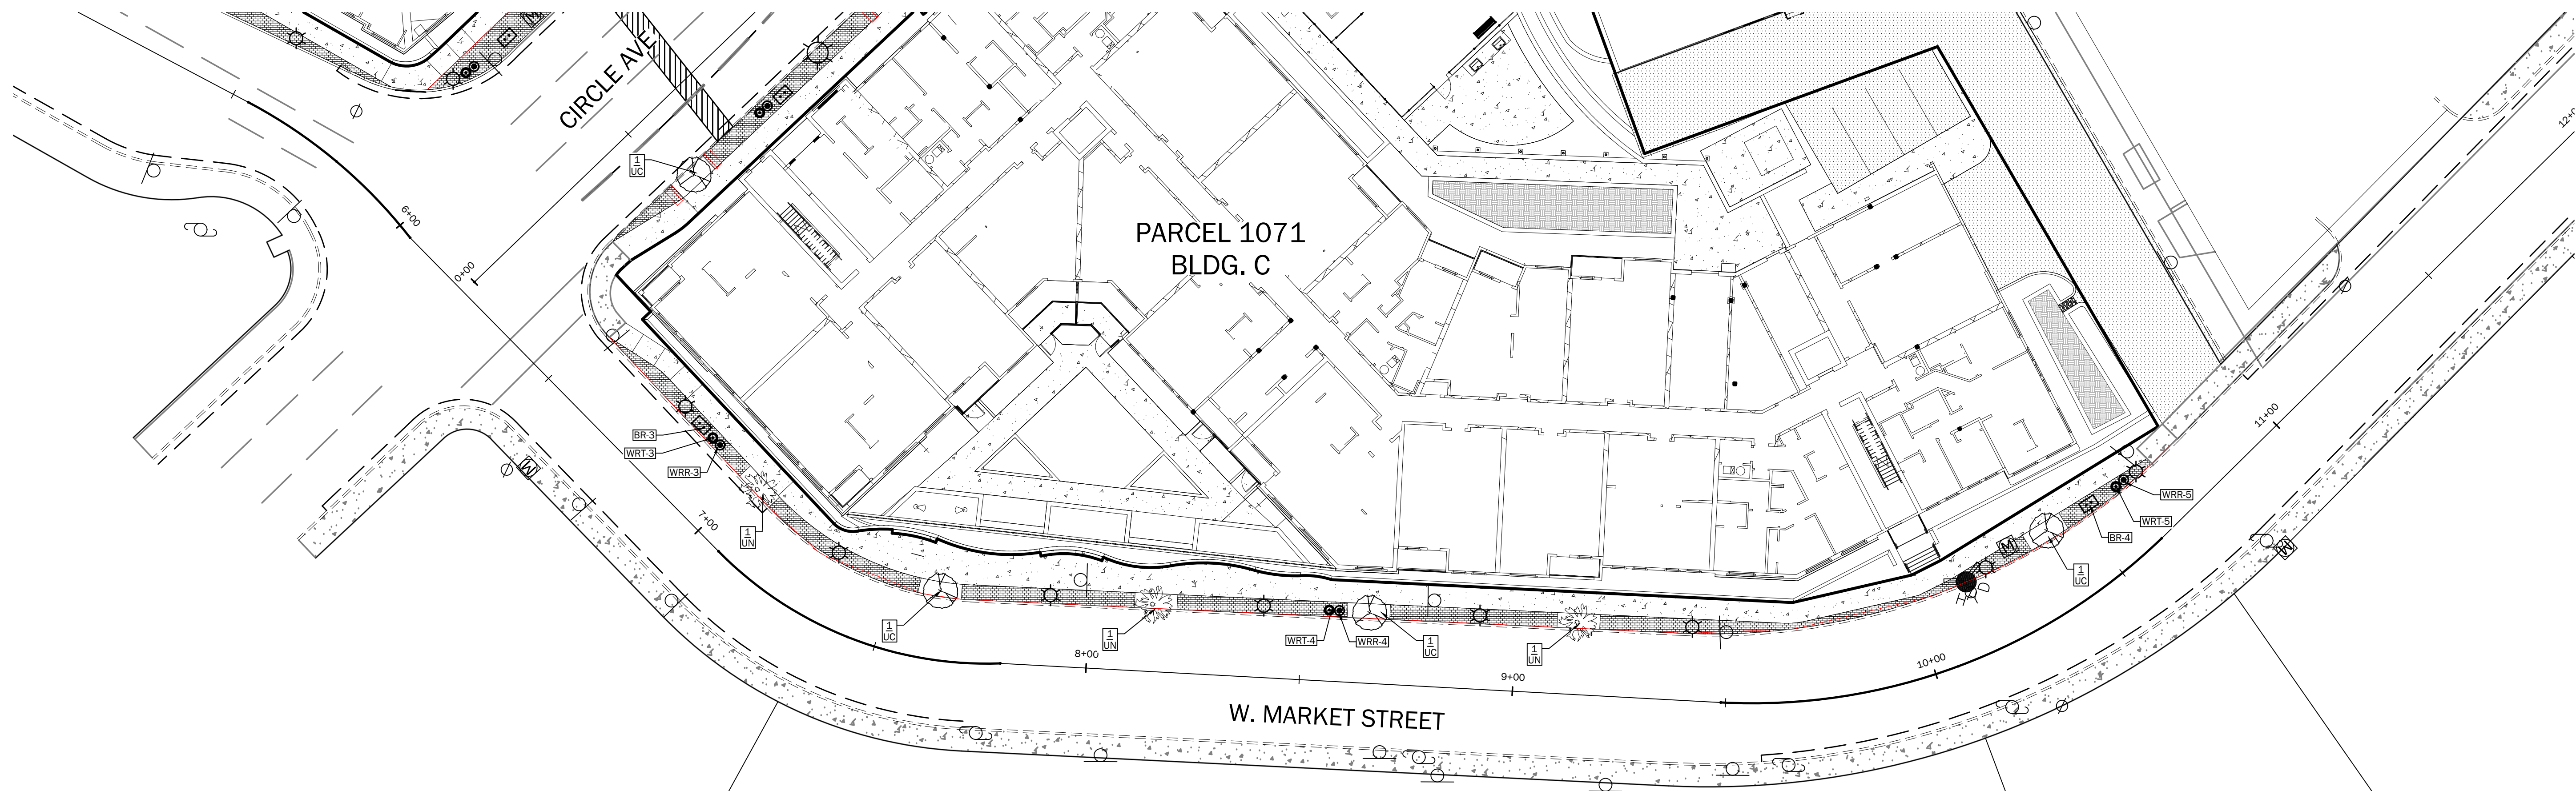 M
CIRCLE AVE.
1
UC
6+00
0+00
PARCEL 1071
BLDG. C
BR-3
WRT-3
WRR-3
M
7+00
1
UN
1
UC
1
UN
WRT-4
WRR-4
1
UC
1
UN
8+00
9+00
10+00
11+00
W. MARKET STREET
M
WRR-5
WRT-5
BR-4
1
UC
M